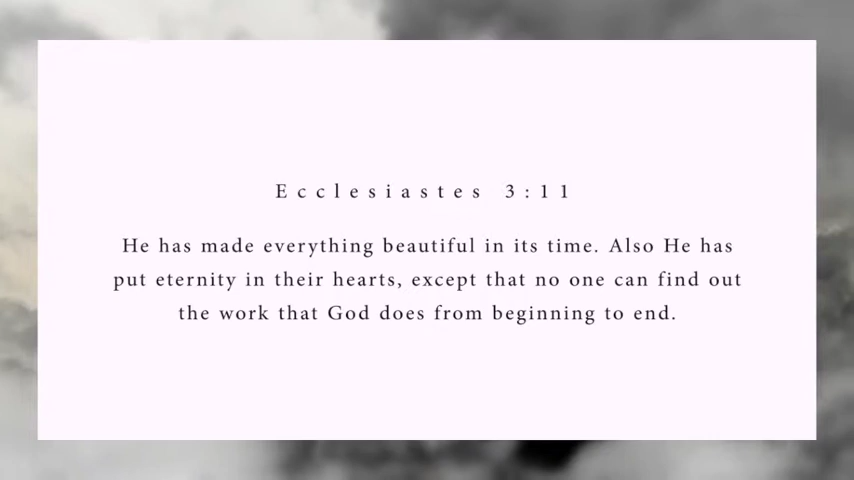 Ecclesiastes 3:11
He has made everything beautiful in its time. Also He has
put eternity in their hearts, except that no one can find out
the work that God does from beginning to end.